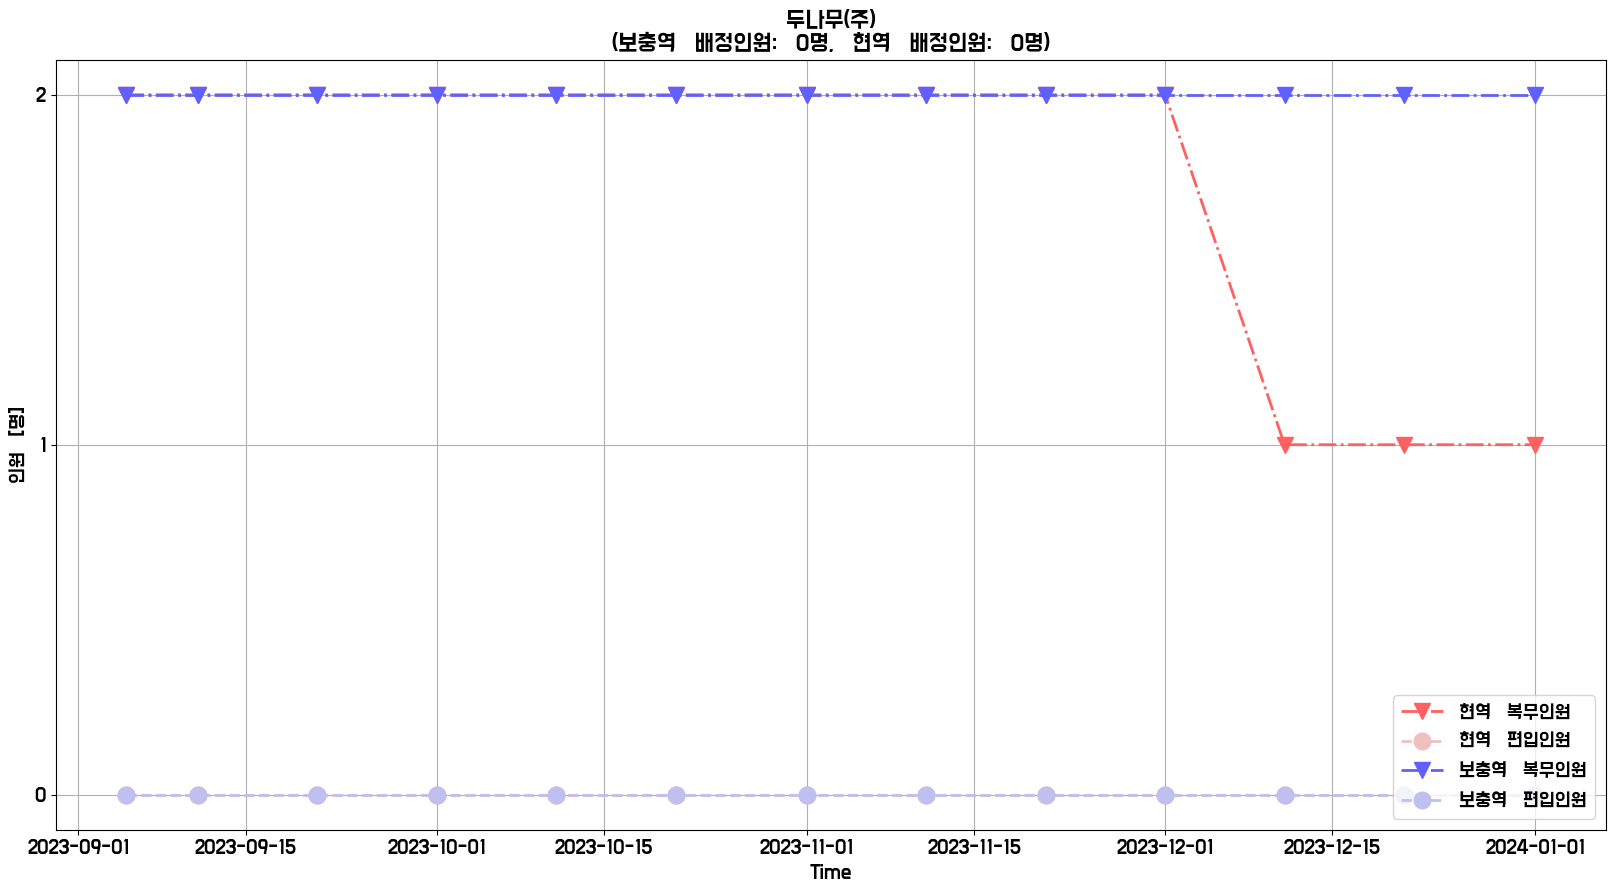 두나무(주)
(보충역 배정인원: 0명, 현역 배정인원: 0명)
인원 [명]
2
1
0
현역 복무인원
현역 편입인원
보충역 복무인원
보충역 편입인원
2023-09-01 2023-09-15 2023-10-01 2023-10-15 2023-11-01 2023-11-15 2023-12-01 2023-12-15 2024-01-01
Time